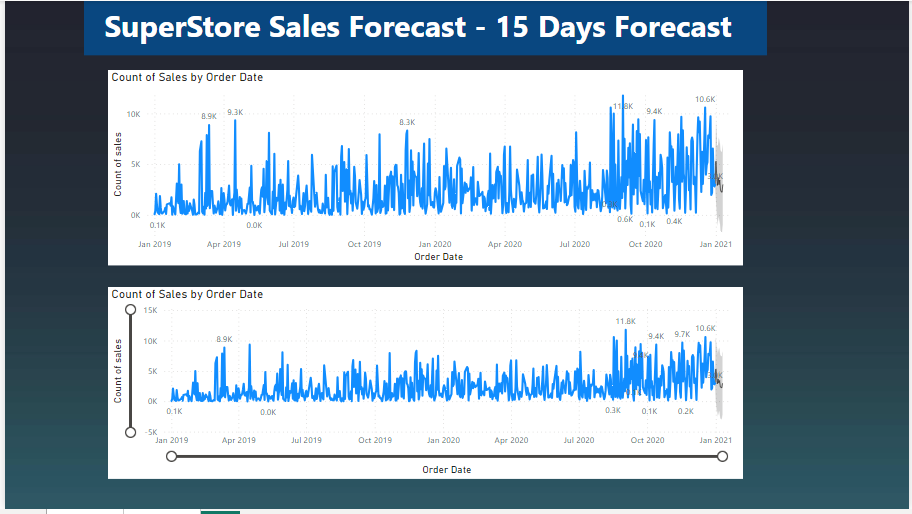 SuperStore Sales Forecast - 15 Days Forecast
Count of Sales by Order Date
Count of sales
10K
5K
0K
8.9K
9.3K
8.3K
11.8K
9.4K
10.6K
0.1K
0.0K
0.6K
0.1K
0.4K
Jan 2019
Apr 2019
Jul 2019
Oct 2019
Jan 2020
Apr 2020
Jul 2020
Oct 2020
Jan 2021
Order Date
Count of Sales by Order Date
Count of sales
15K
10K
5K
0K
-5K
8.9K
11.8K
9.4K
9.7K
10.6K
0.1K
0.0K
0.3K
0.1K
0.2K
Jan 2019
Apr 2019
Jul 2019
Oct 2019
Jan 2020
Apr 2020
Jul 2020
Oct 2020
Jan 2021
Order Date